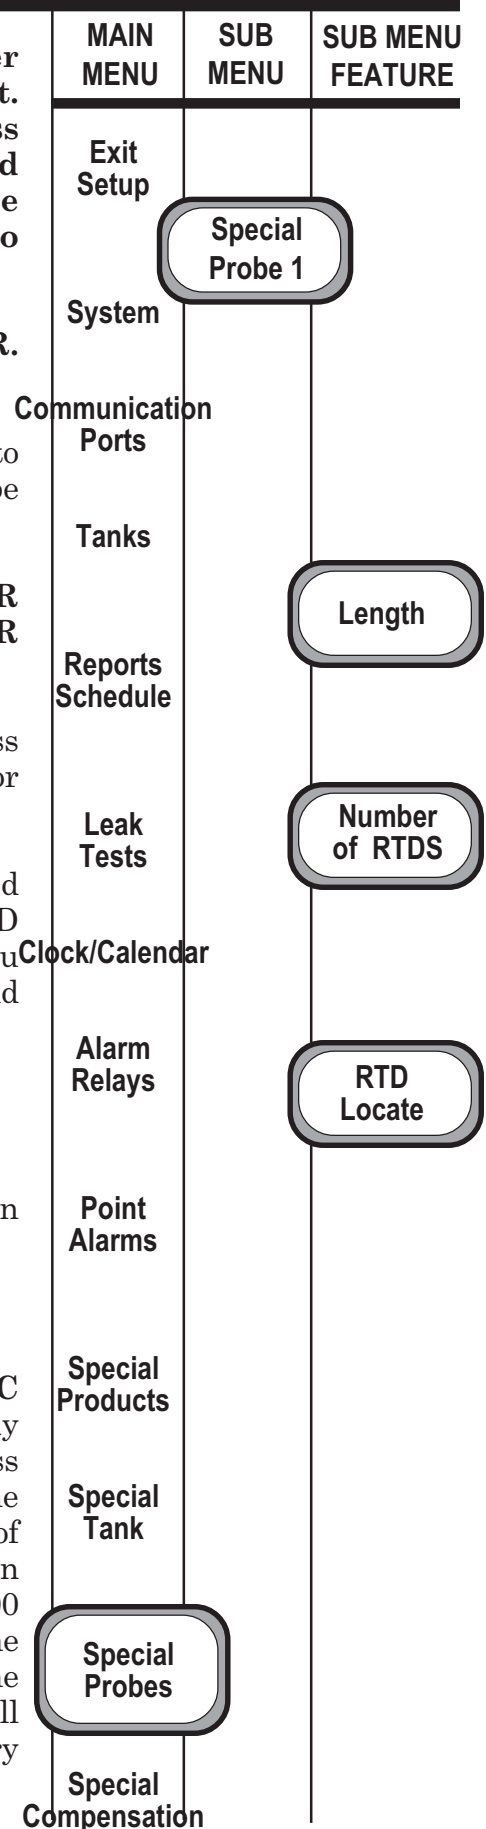 MAIN MENU
SUB MENU
SUB MENU FEATURE
Exit
Setup
Special
Probe 1
System
Communication
Ports
Tanks
Length
Reports
Schedule
Number
of RTDS
Leak
Tests
Clock/Calendar
Alarm
Relays
RTD
Locate
Point
Alarms
Special
Products
Special
Tank
Special
Probes
Special
Compensation